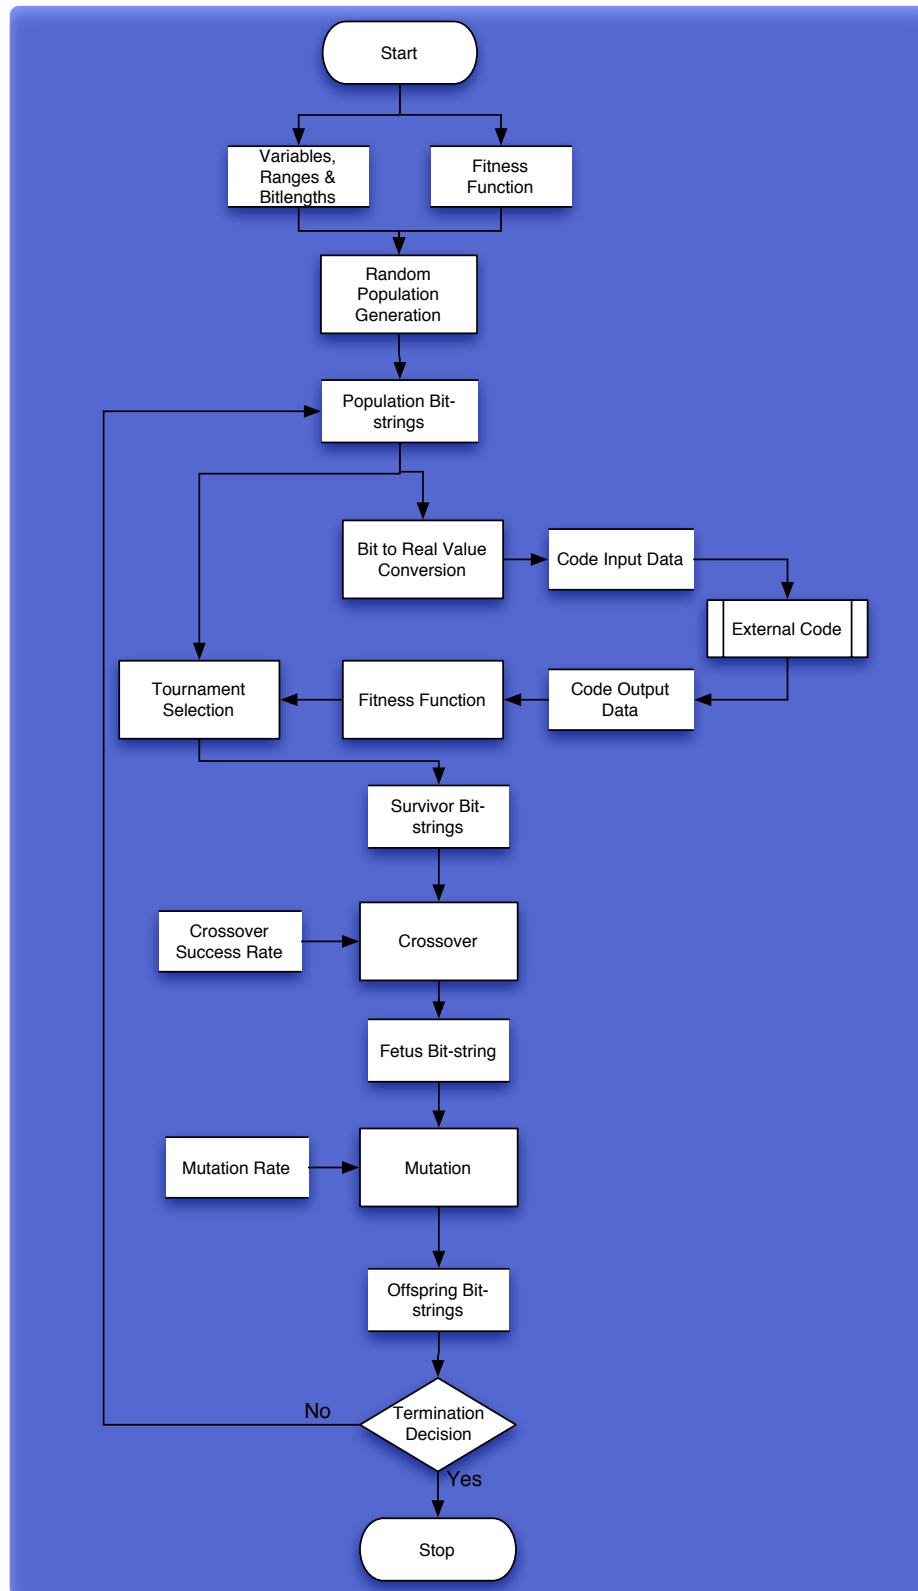 Start
Variables,
Ranges &
Bitlengths
Fitness
Function
Random
Population
Generation
Population Bit-
strings
Bit to Real Value
Conversion
Code Input Data
External Code
Tournament
Selection
Fitness Function
Code Output
Data
Survivor Bit-
strings
Crossover
Success Rate
Crossover
Fetus Bit-string
Mutation Rate
Mutation
Offspring Bit-
strings
No
Termination
Decision
Yes
Stop